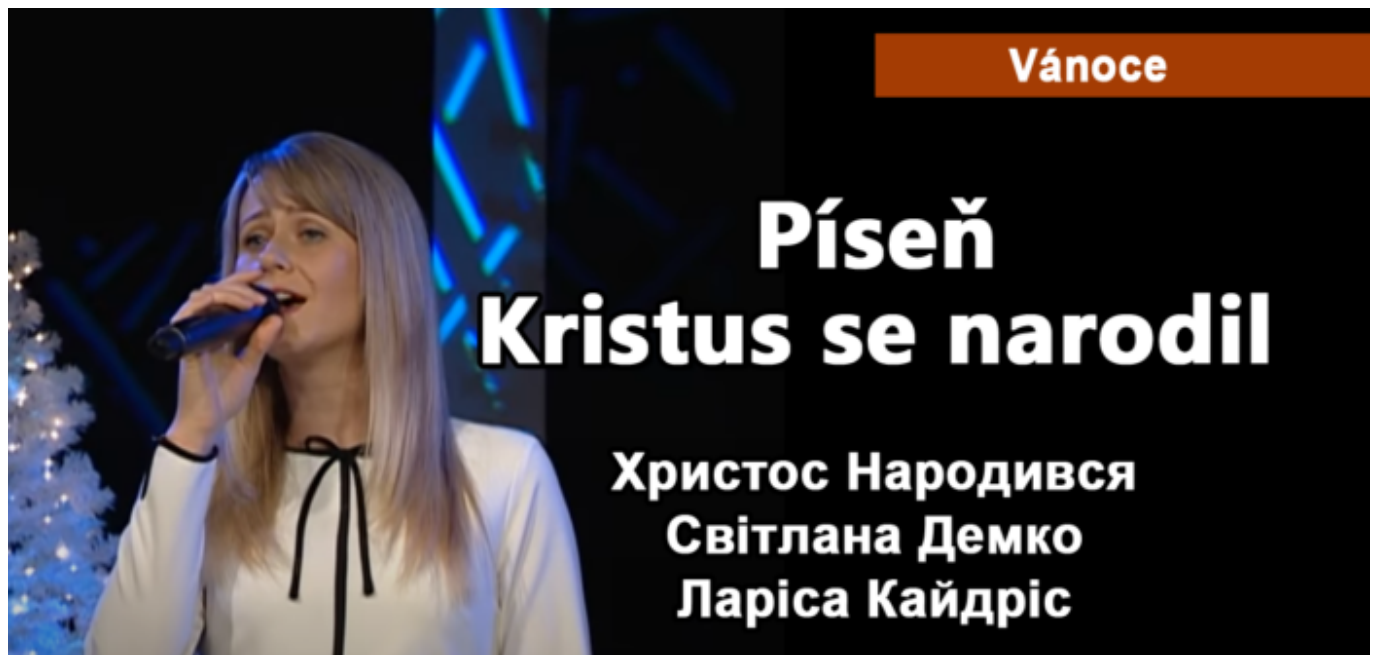 Vánoce
Píseň
Kristus se narodil
Христос Народився
Світлана Демко
Ларіса Кайдріс